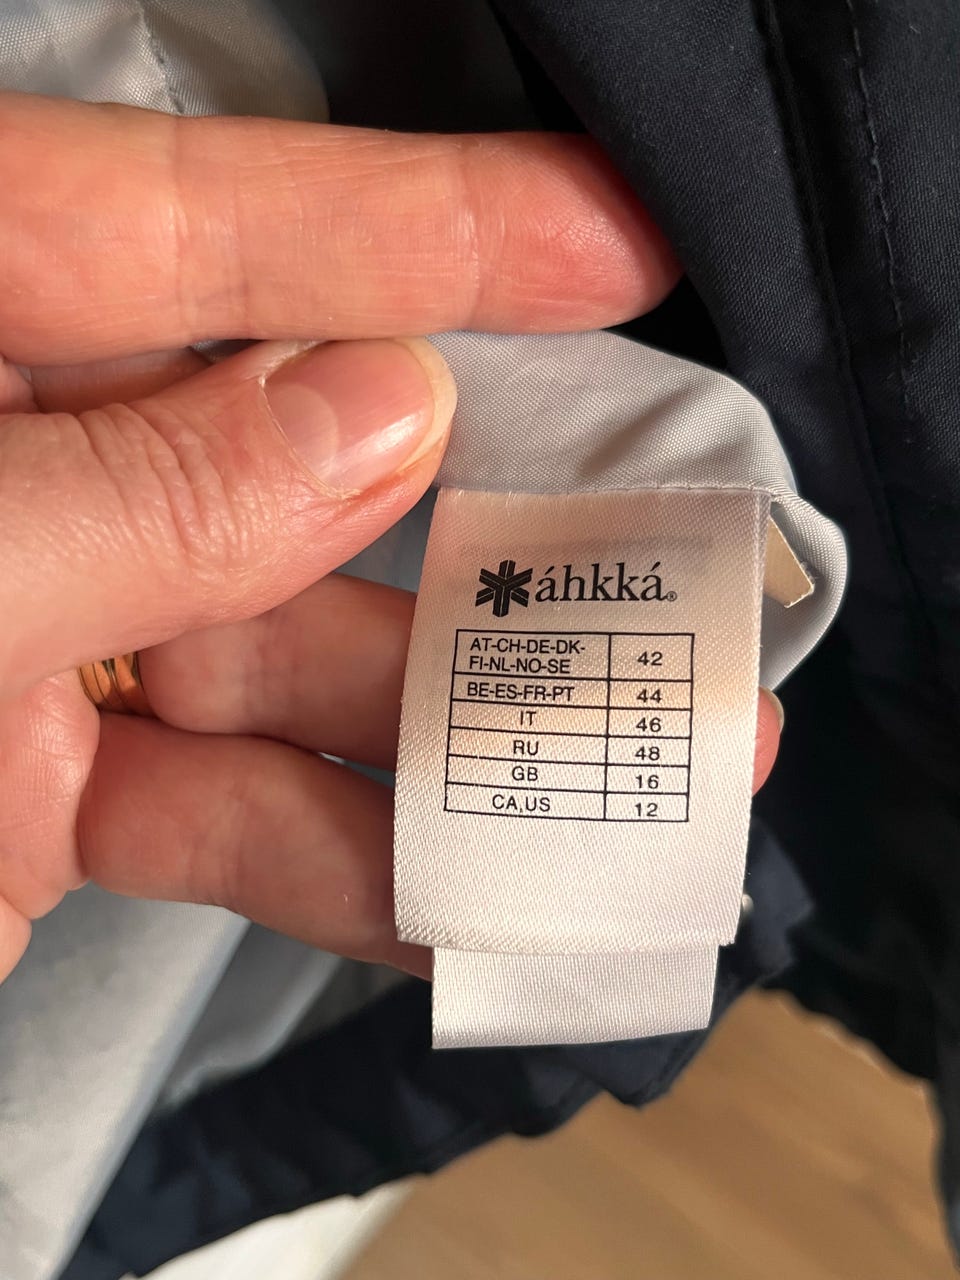 áhkká®
AT-CH-DE-DK-
FI-NL-NO-SE 42
BE-ES-FR-PT 44
IT 46
RU 48
GB 16
CA,US 12